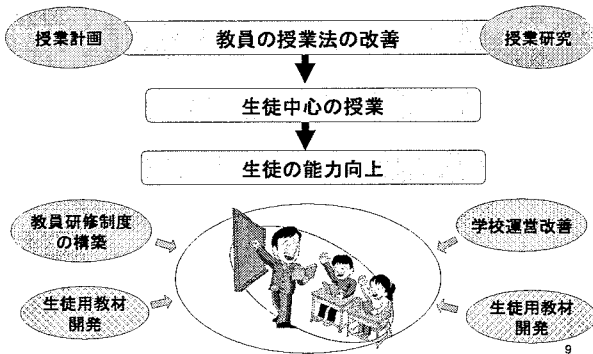 授業計画
教員の授業法の改善
授業研究
生徒中心の授業
生徒の能力向上
教員研修制度
の構築
学校運営改善
生徒用教材
開発
生徒用教材
開発
9